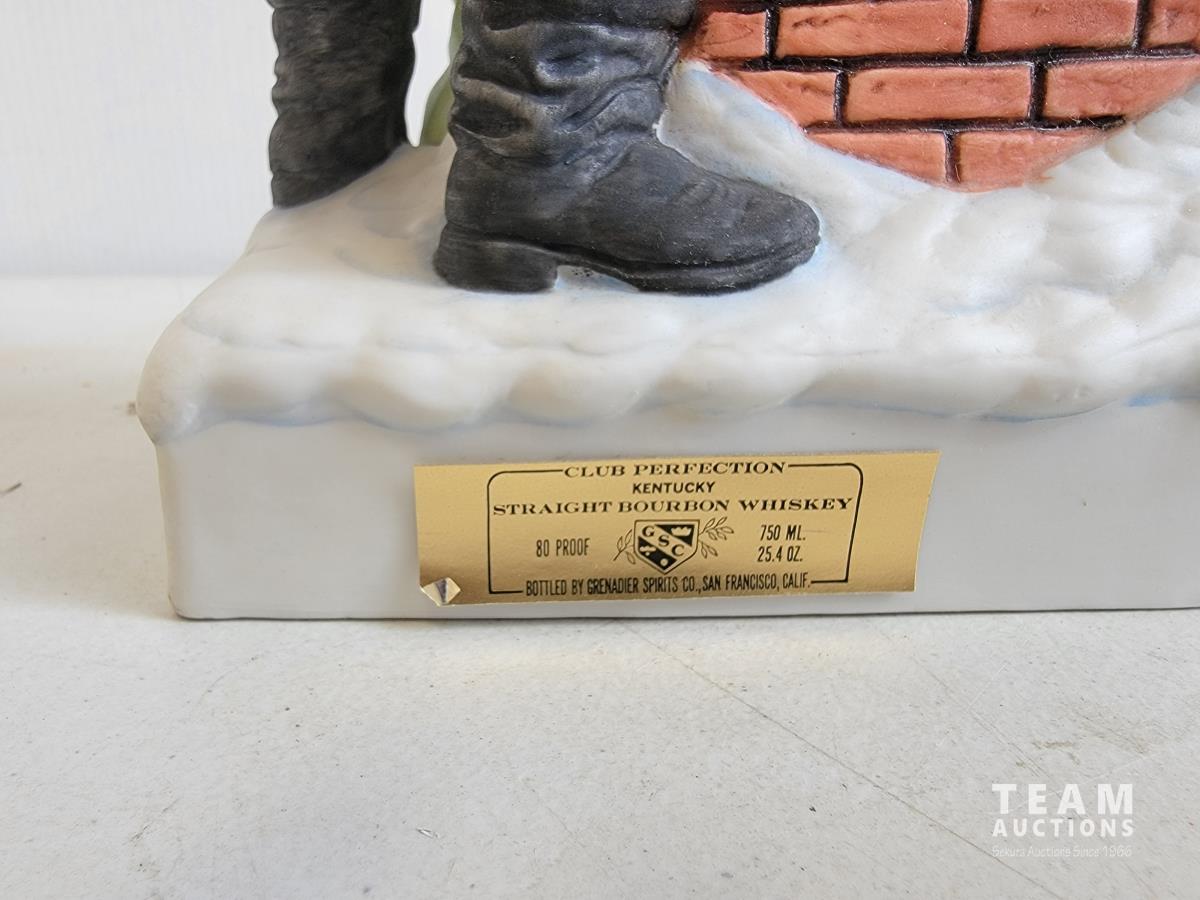 CLUB PERFECTION
KENTUCKY
STRAIGHT BOURBON WHISKEY
80 PROOF
GSC
750 ML.
25.4 OZ.
BOTTLED BY GRENADIER SPIRITS CO., SAN FRANCISCO, CALIF.
TEAM
AUCTIONS
Sekura Auctions Since 1966